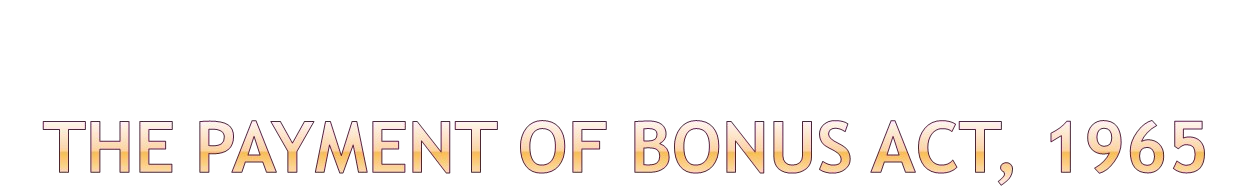 THE PAYMENT OF BONUS ACT, 1965